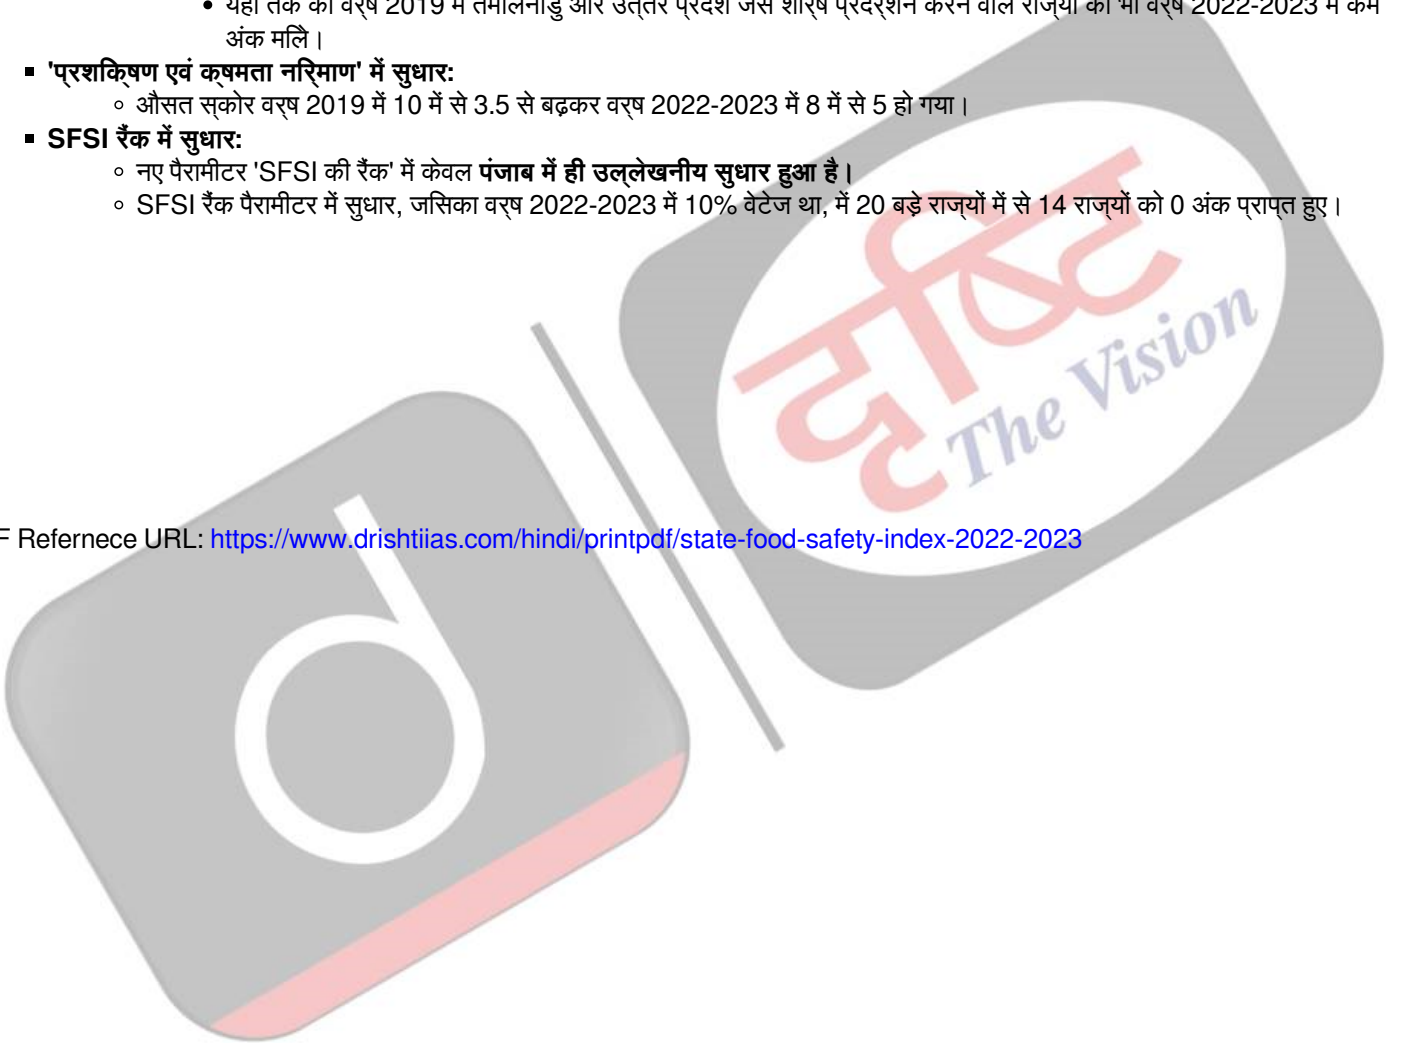 यहाँ तक कि वर्ष 2019 में तमिलनाडु और उत्तर प्रदेश जैसे शीर्ष प्रदर्शन करने वाले राज्यों को भी वर्ष 2022-2023 में कम
अंक मिले।
'प्रशिक्षण एवं क्षमता निर्माण' में सुधार:
औसत स्कोर वर्ष 2019 में 10 में से 3.5 से बढ़कर वर्ष 2022-2023 में 8 में से 5 हो गया।
SFSI रैंक में सुधार:
नए पैरामीटर 'SFSI की रैंक' में केवल पंजाब में ही उल्लेखनीय सुधार हुआ है।
SFSI रैंक पैरामीटर में सुधार, जिसका वर्ष 2022-2023 में 10% वेटेज था, में 20 बड़े राज्यों में से 14 राज्यों को 0 अंक प्राप्त हुए।
दृष्टि
The Vision
F Refernece URL: https://www.drishtiias.com/hindi/printpdf/state-food-safety-index-2022-2023
d